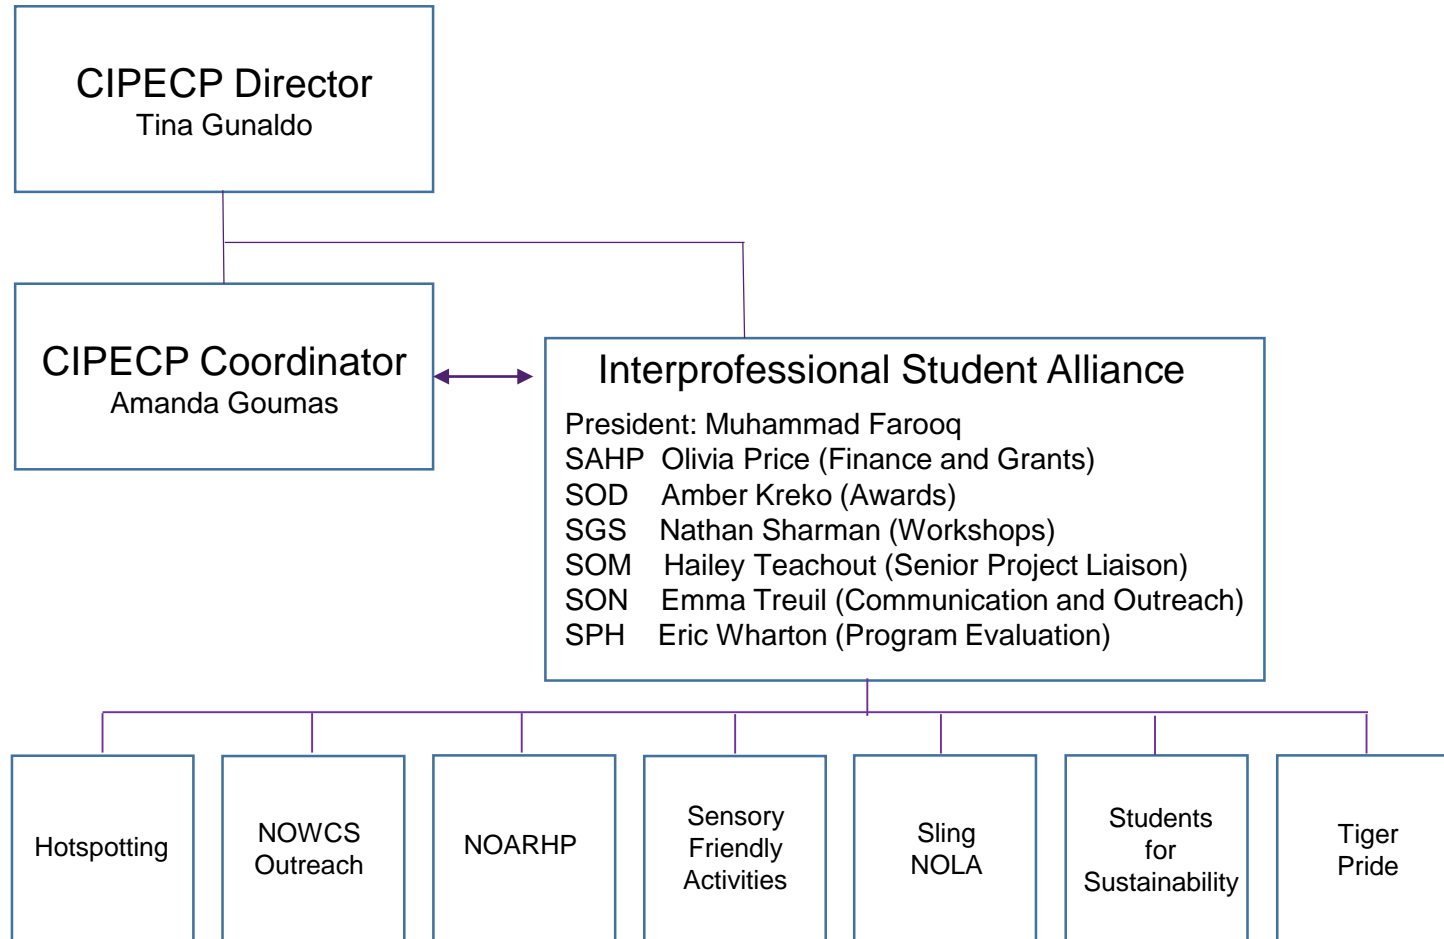 CIPECP Director
Tina Gunaldo
CIPECP Coordinator
Amanda Goumas
Interprofessional Student Alliance
President: Muhammad Farooq
SAHP Olivia Price (Finance and Grants)
SOD Amber Kreko (Awards)
SGS Nathan Sharman (Workshops)
SOM Hailey Teachout (Senior Project Liaison)
SON Emma Treuil (Communication and Outreach)
SPH Eric Wharton (Program Evaluation)
Hotspotting
NOWCS
Outreach
NOARHP
Sensory
Friendly
Activities
Sling
NOLA
Students
for
Sustainability
Tiger
Pride